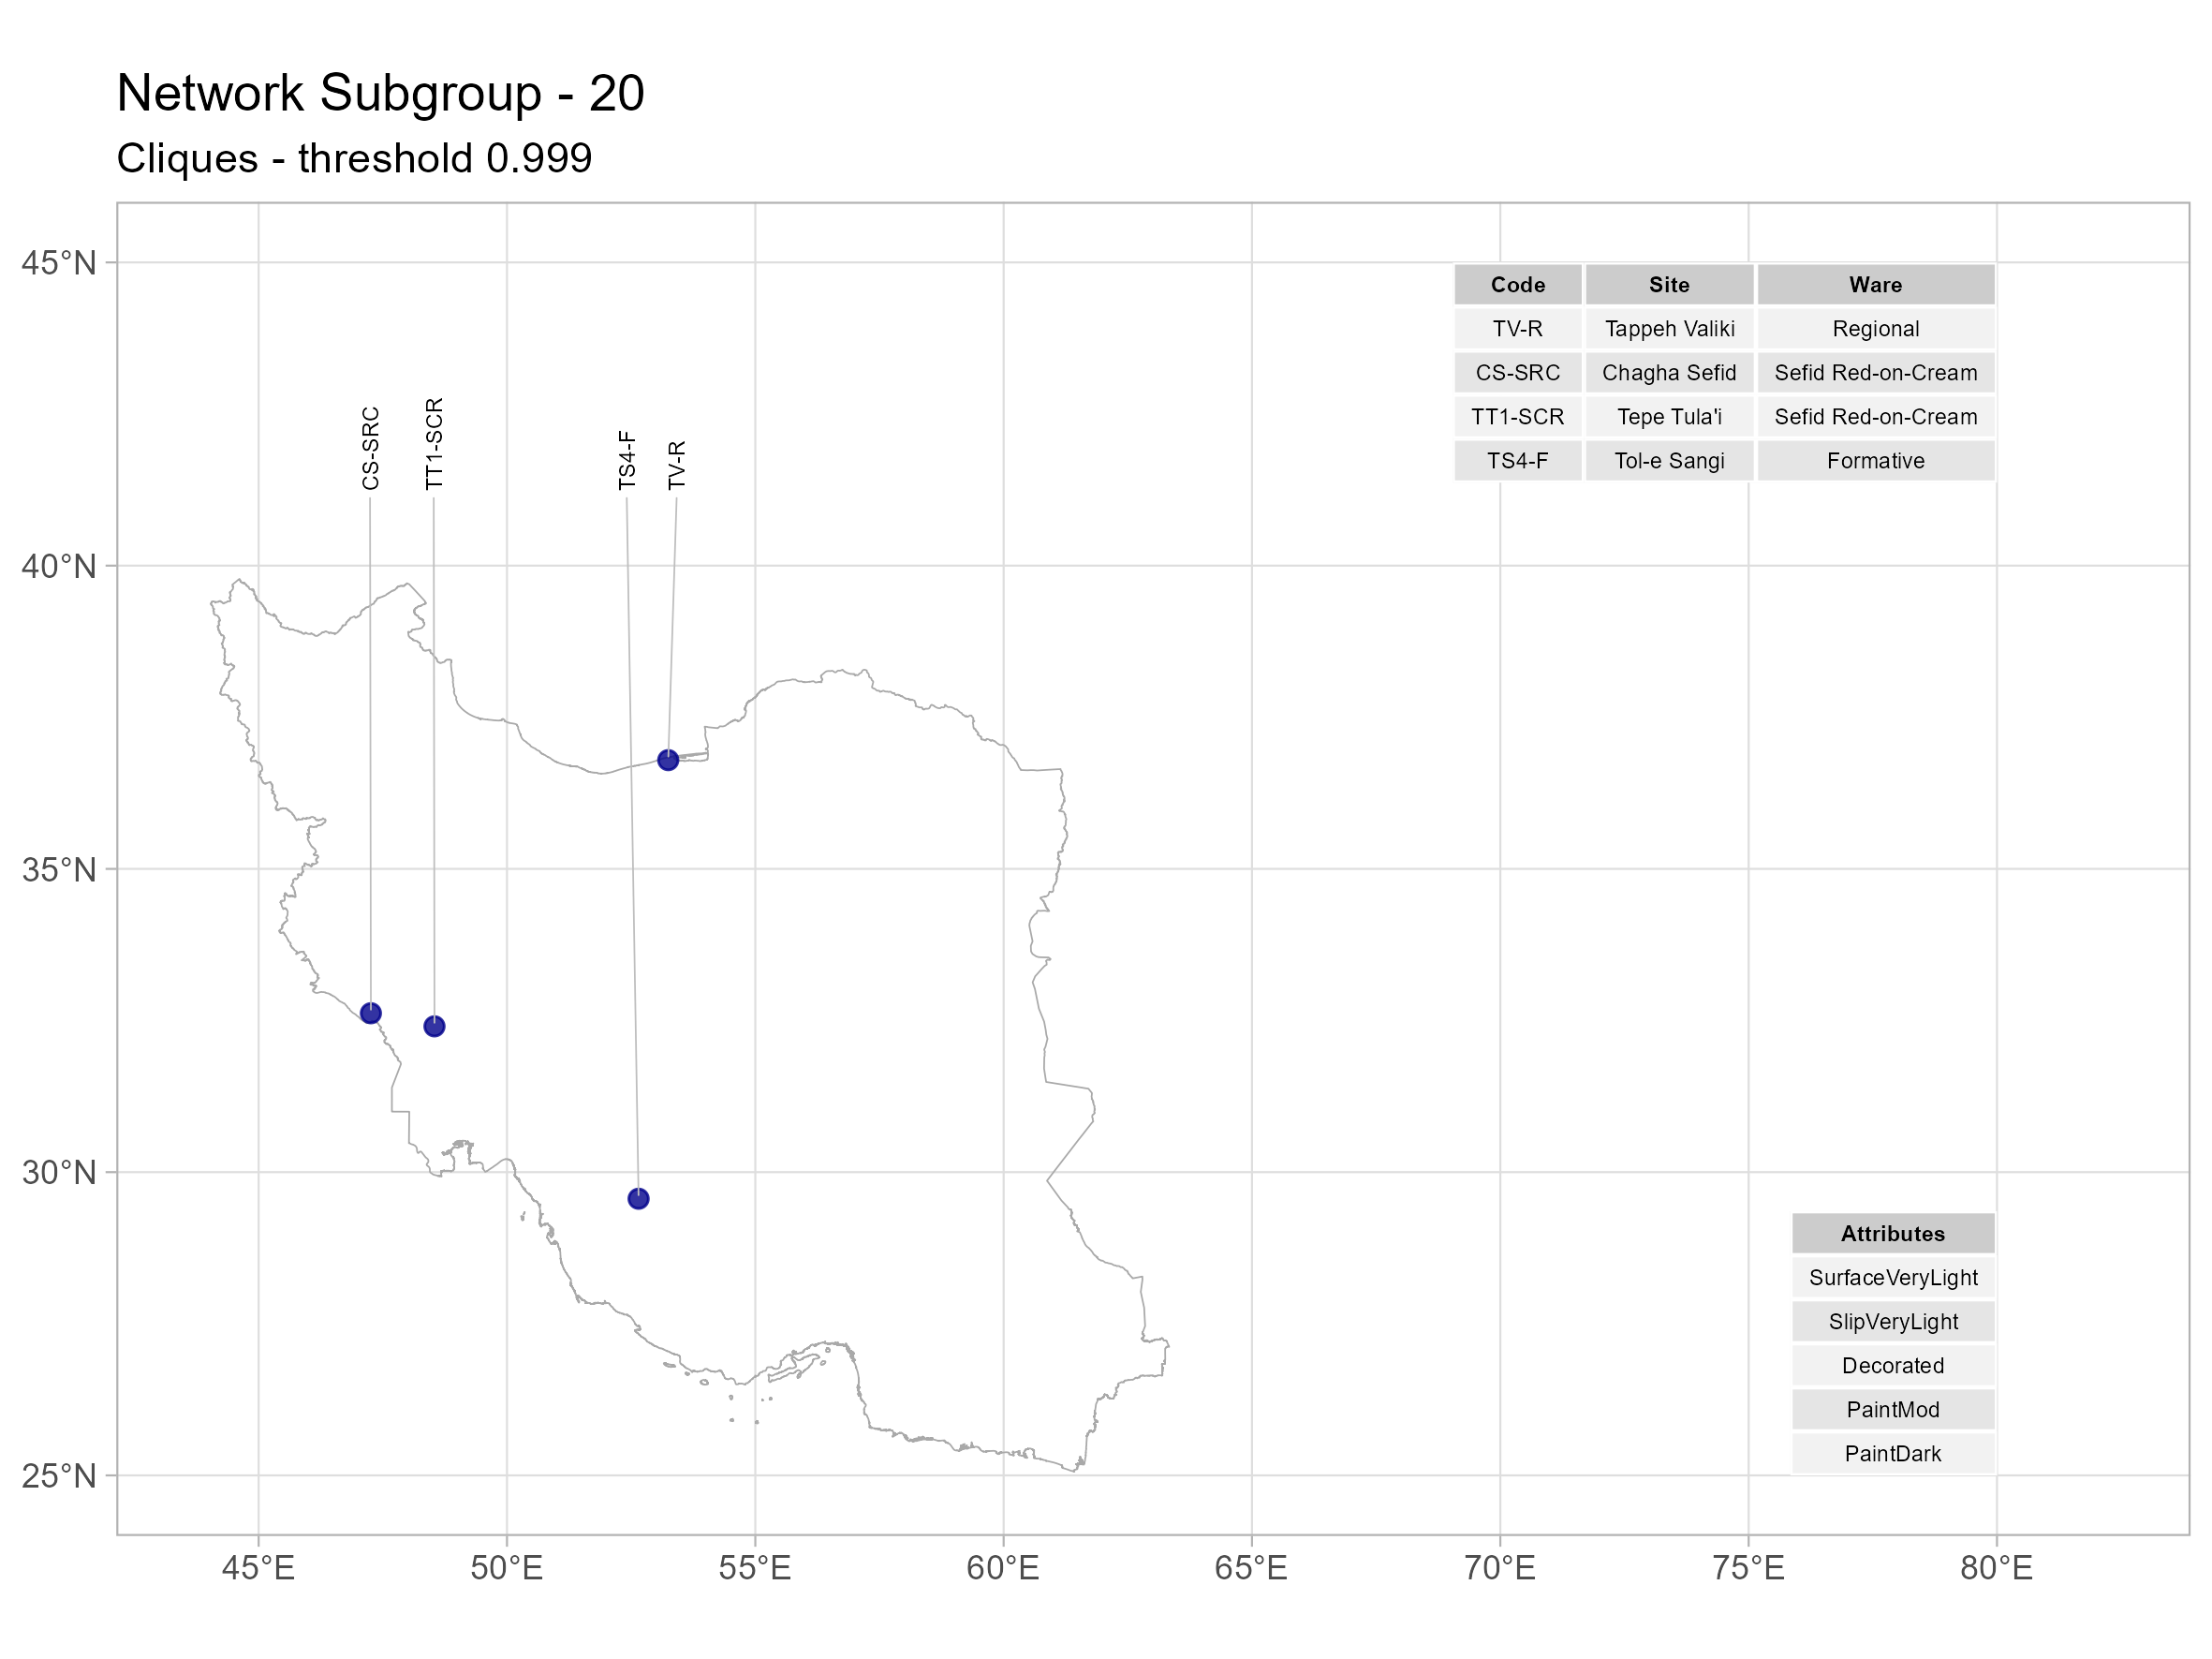 Network Subgroup - 20
Cliques - threshold 0.999
45°N
40°N
35°N
30°N
25°N
CS-SRC
TT1-SCR
TS4-F
TV-R
Code Site Ware
TV-R Tappeh Valiki Regional
CS-SRC Chagha Sefid Sefid Red-on-Cream
TT1-SCR Tepe Tula'i Sefid Red-on-Cream
TS4-F Tol-e Sangi Formative
Attributes
SurfaceVeryLight
SlipVeryLight
Decorated
PaintMod
PaintDark
45°E 50°E 55°E 60°E 65°E 70°E 75°E 80°E